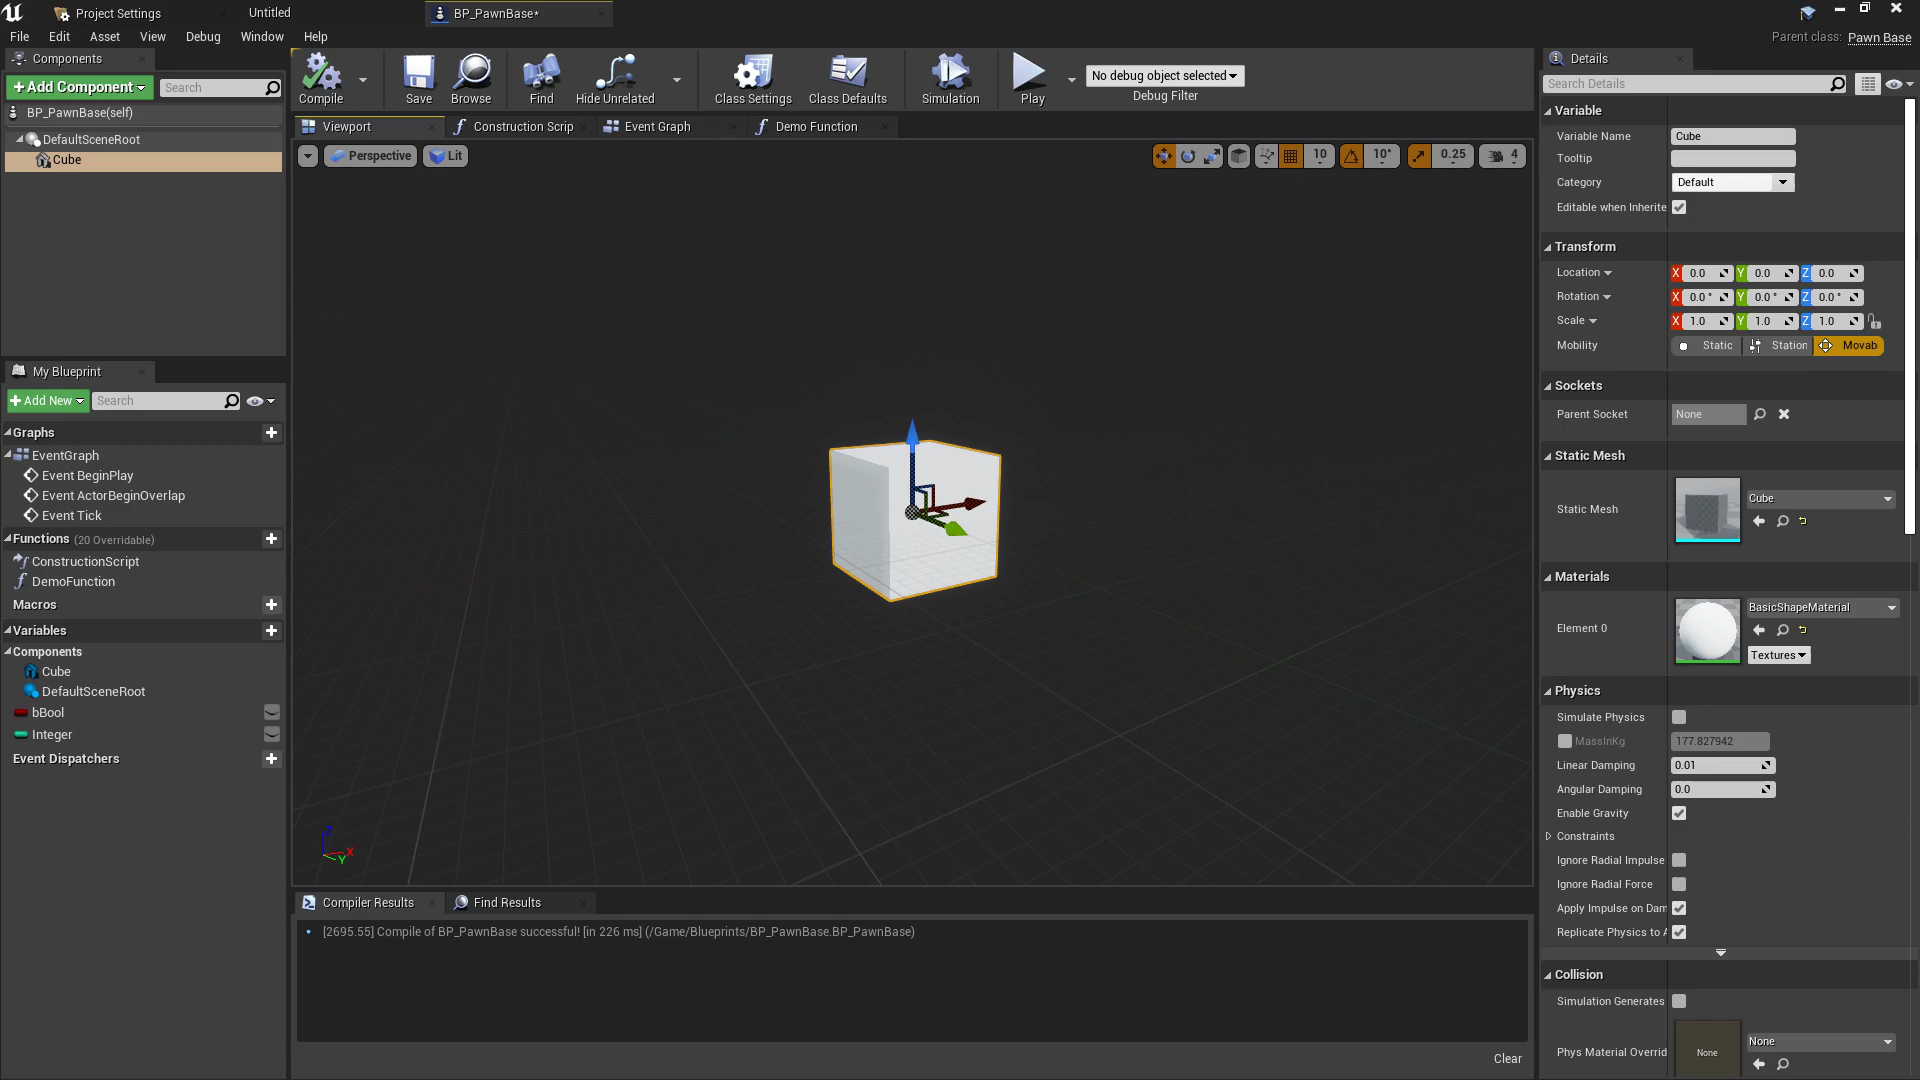 Project Settings
Untitled
BP_PawnBase*
File Edit Asset View Debug Window Help
Parent class: Pawn Base
Components
Add Component
Search
BP_PawnBase(self)
DefaultSceneRoot
Cube
Compile
Save
Browse
Find
Hide Unrelated
Class Settings
Class Defaults
Simulation
Play
No debug object selected
Debug Filter
Viewport
Construction Scrip
Event Graph
Demo Function
Perspective
Lit
10
10°
0.25
4
Z
X
Y
My Blueprint
Add New
Search
Graphs
EventGraph
Event BeginPlay
Event ActorBeginOverlap
Event Tick
Functions (20 Overridable)
ConstructionScript
DemoFunction
Macros
Variables
Components
Cube
DefaultSceneRoot
bBool
Integer
Event Dispatchers
Compiler Results
Find Results
[2695.55] Compile of BP_PawnBase successful! [in 226 ms] (/Game/Blueprints/BP_PawnBase.BP_PawnBase)
Clear
Details
Search Details
Variable
Variable Name Cube
Tooltip
Category Default
Editable when Inherite
Transform
Location X 0.0 Y 0.0 Z 0.0
Rotation X 0.0° Y 0.0° Z 0.0°
Scale X 1.0 Y 1.0 Z 1.0
Mobility Static Station Movab
Sockets
Parent Socket None
Static Mesh
Static Mesh Cube
Materials
Element 0 BasicShapeMaterial
Textures
Physics
Simulate Physics
MassInKg 177.827942
Linear Damping 0.01
Angular Damping 0.0
Enable Gravity
Constraints
Ignore Radial Impulse
Ignore Radial Force
Apply Impulse on Dam
Replicate Physics to A
Collision
Simulation Generates
Phys Material Overrid None None